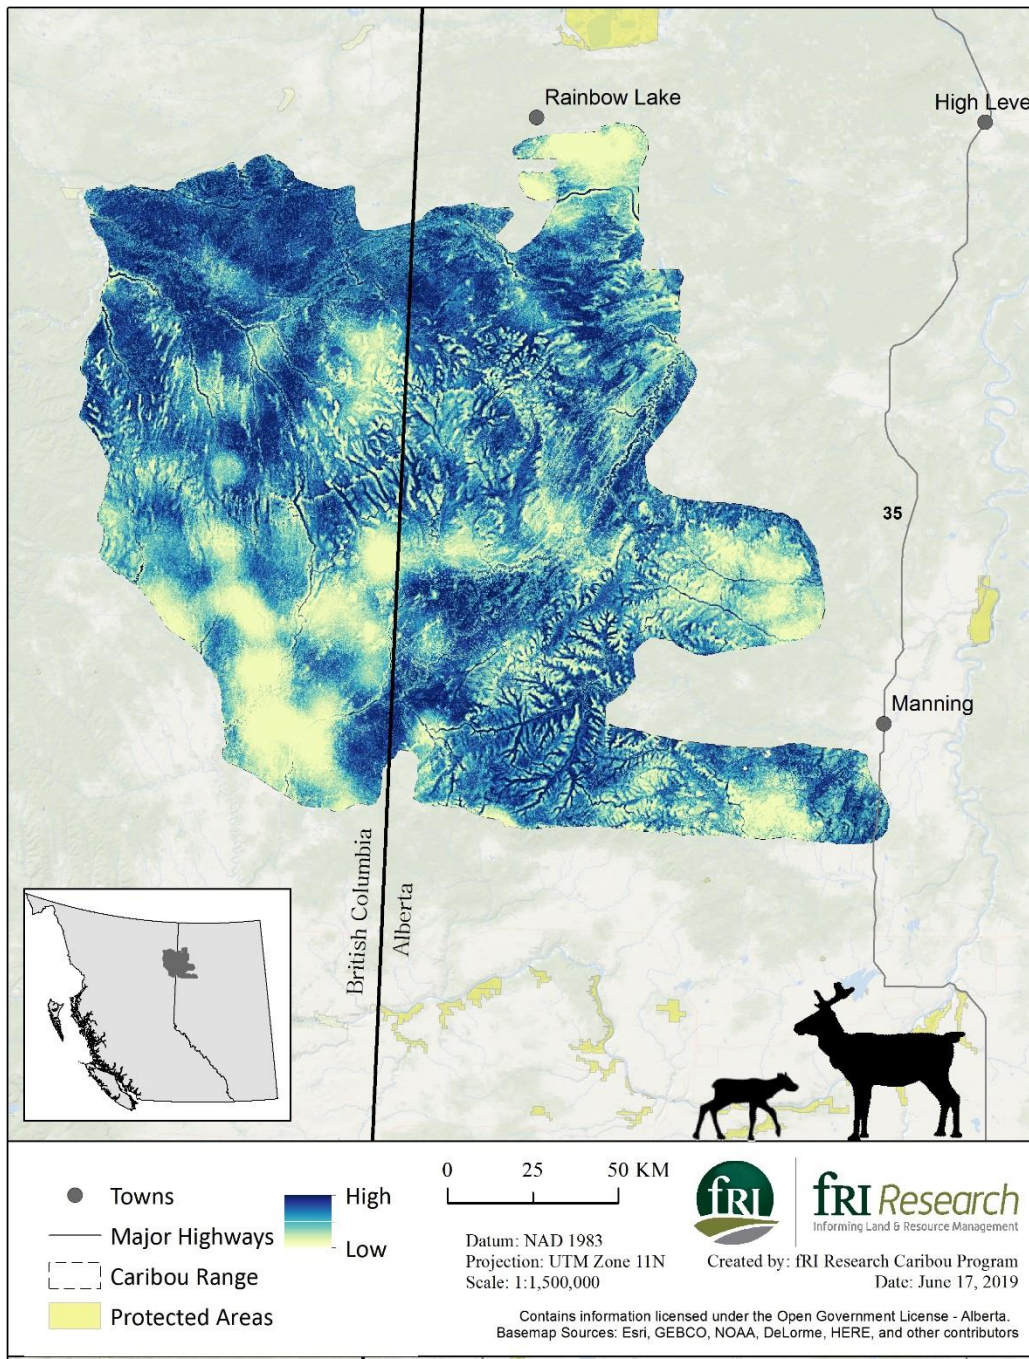 Rainbow Lake
High Leve
35
Manning
British Columbia
Alberta
Towns
Major Highways
Caribou Range
Protected Areas
High
Low
0 25 50 KM
Datum: NAD 1983
Projection: UTM Zone 11N
Scale: 1:1,500,000
fRI
fRI Research
Informing Land & Resource Management
Created by: fRI Research Caribou Program
Date: June 17, 2019
Contains information licensed under the Open Government License - Alberta.
Basemap Sources: Esri, GEBCO, NOAA, DeLorme, HERE, and other contributors